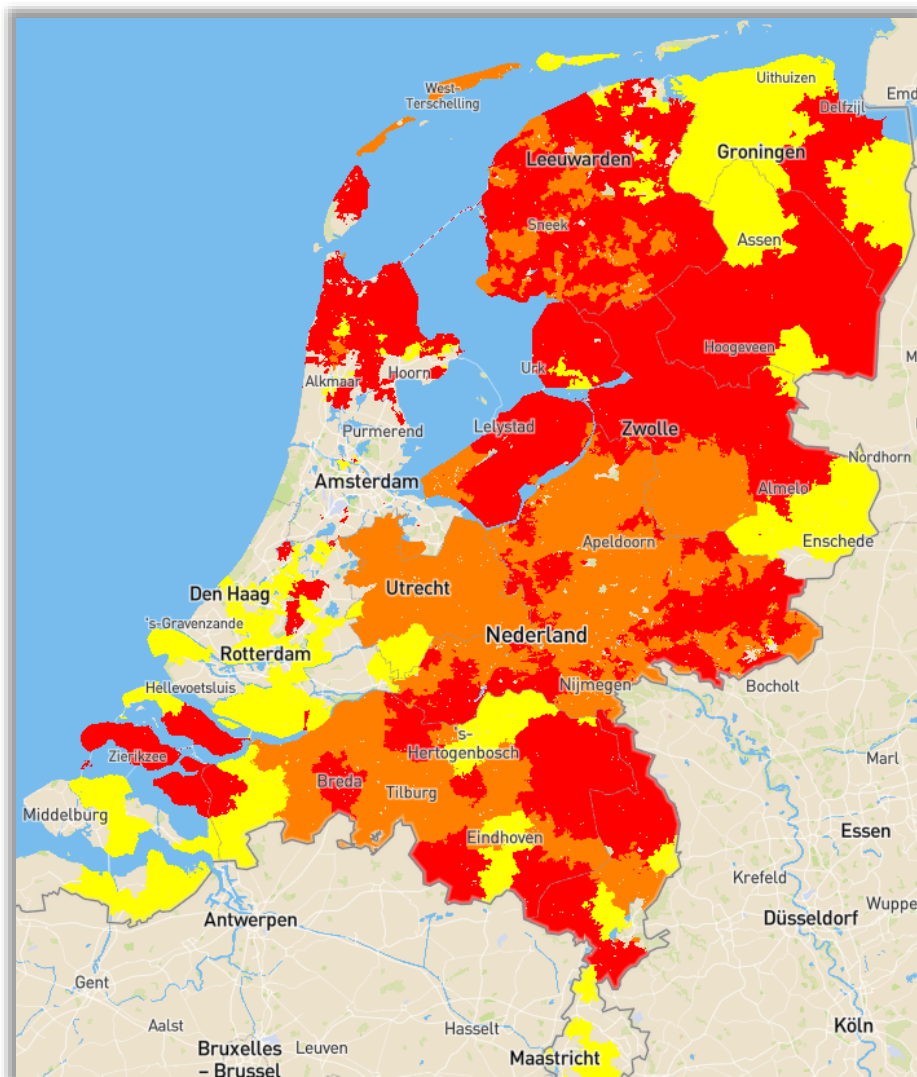 Uithuizen
Emd
West-
Terschelling
Delfzijl
Leeuwarden
Groningen
Sneek
Assen
Hoogeveen
M
Urk
Alkmaar
Hoorn
Lelystad
Zwolle
Purmerend
Nordhorn
Amsterdam
Almelo
Apeldoorn
Enschede
Utrecht
Den Haag
's-Gravenzande
Nederland
Rotterdam
Hellevoetsluis
Nijmegen
Bocholt
's-
Hertogenbosch
Zierikzee
Marl
Breda
Tilburg
Middelburg
Eindhoven
Essen
Krefeld
Wuppe
Antwerpen
Düsseldorf
Gent
Aalst
Hasselt
Köln
Bruxelles
– Brussel
Leuven
Maastricht